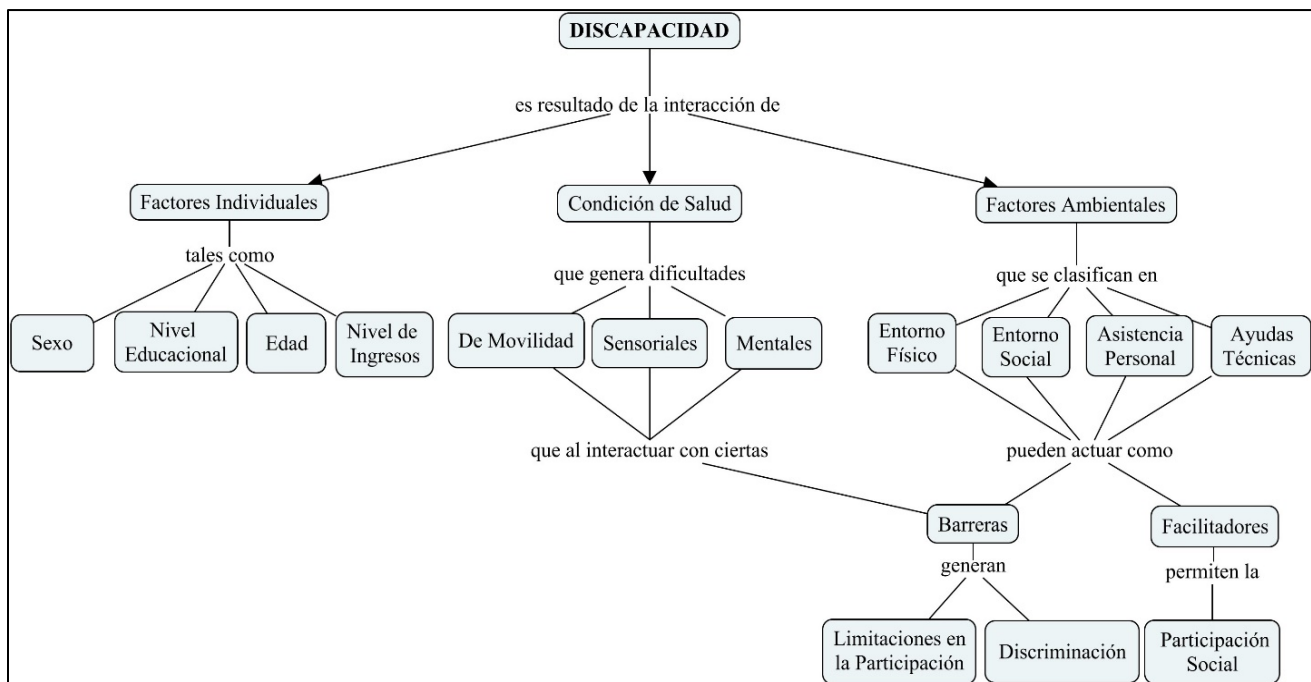 DISCAPACIDAD
es resultado de la interacción de
Factores Individuales
Condición de Salud
Factores Ambientales
tales como
que genera dificultades
que se clasifican en
Sexo
Nivel
Educacional
Edad
Nivel de
Ingresos
De Movilidad
Sensoriales
Mentales
Entorno
Físico
Entorno
Social
Asistencia
Personal
Ayudas
Técnicas
que al interactuar con ciertas
pueden actuar como
Barreras
Facilitadores
generan
permiten la
Limitaciones en
la Participación
Discriminación
Participación
Social